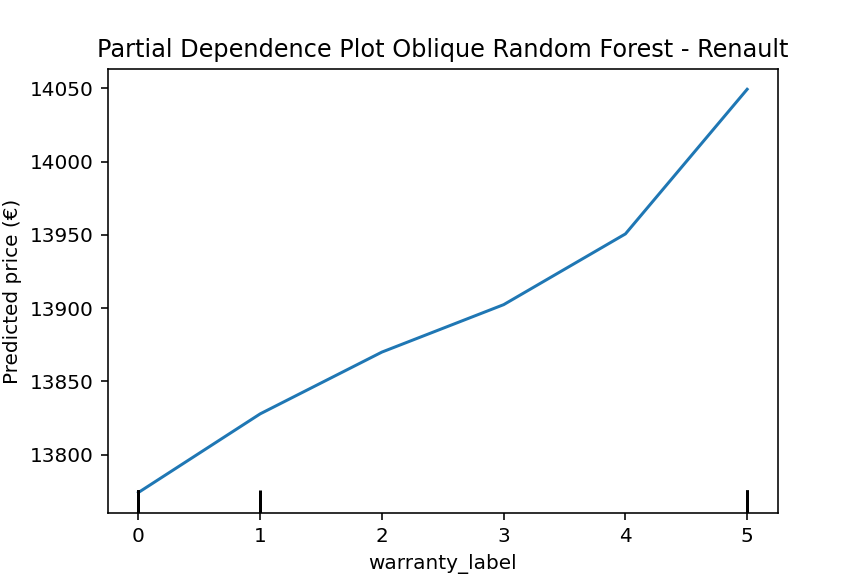 Partial Dependence Plot Oblique Random Forest - Renault
14050
14000
13950
13900
13850
13800
Predicted price (€)
0 1 2 3 4 5
warranty_label